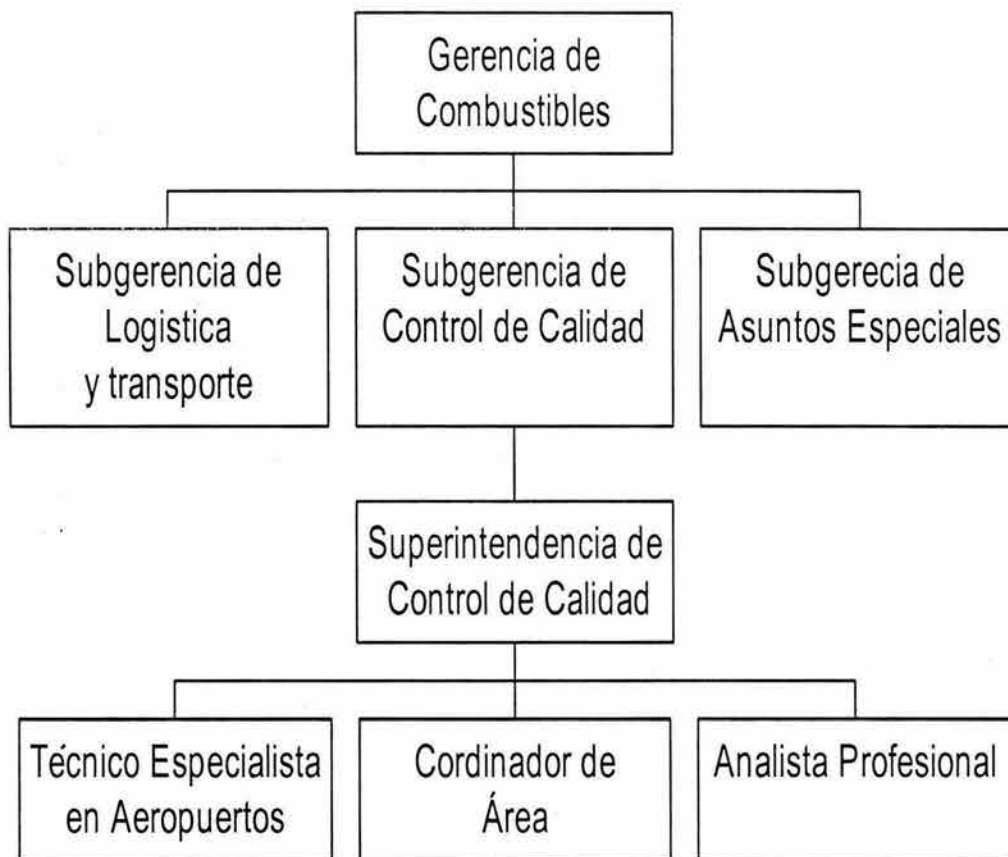 Gerencia de
Combustibles
Subgerencia de
Logistica
y transporte
Subgerencia de
Control de Calidad
Subgerecia de
Asuntos Especiales
Superintendencia de
Control de Calidad
Técnico Especialista
en Aeropuertos
Cordinador de
Área
Analista Profesional